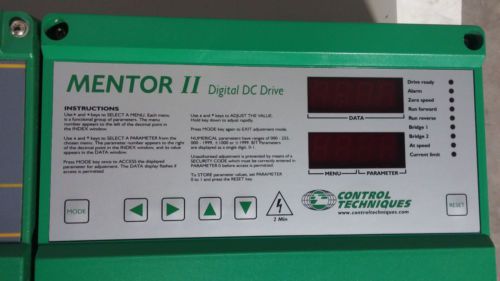 MENTOR II Digital DC Drive
INSTRUCTIONS
keys to SELECT A MENU. Each menu
is a functional group of parameters. The menu
number appears to the left of the decimal point in
the INDEX window.
keys to SELECT A PARAMETER from the
chosen menu. The parameter number appears to the right
of the decimal point in the INDEX window, and its value
appears in the DATA window.
Press MODE key once to ACCESS the displayed
parameter for adjustment. The DATA display flashes if
access is permitted.
keys to ADJUST THE VALUE.
Hold key down to adjust rapidly.
Press MODE key again to EXIT adjustment mode.
NUMERICAL parameters have ranges of 000 - 255,
000 - 1999, ±1000 or ±1999. BIT Parameters
are displayed as a single digit, 0-1.
Unauthorised adjustment is prevented by means of a
SECURITY CODE which must be correctly entered in
PARAMETER 0 before access is permitted.
To STORE parameter values, set PARAMETER
0 to 1 and press the RESET key.
DATA
MENU
PARAMETER
Drive ready
Alarm
Zero speed
Run forward
Run reverse
Bridge 1
Bridge 2
At speed
Current limit
MODE
2 Min
CONTROL
TECHNIQUES
www.controltechniques.com
RESET